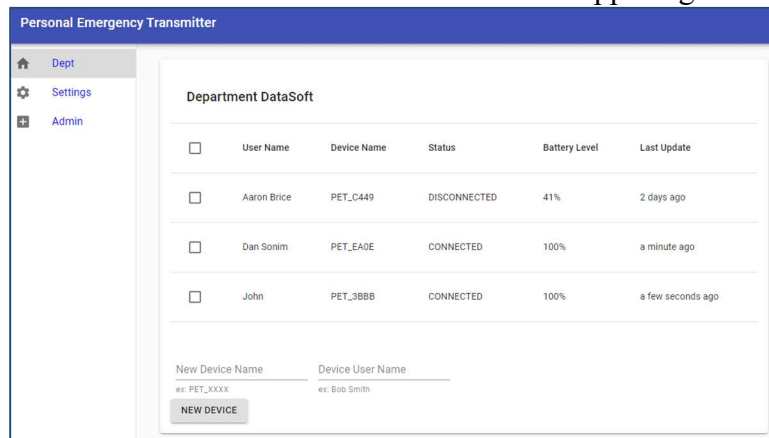 Personal Emergency Transmitter
Dept
Settings
Admin
Department DataSoft
User Name Device Name Status Battery Level Last Update
Aaron Brice PET_C449 DISCONNECTED 41% 2 days ago
Dan Sonim PET_EA0E CONNECTED 100% a minute ago
John PET_3BBB CONNECTED 100% a few seconds ago
New Device Name Device User Name
ex: PET_XXXX ex: Bob Smith
NEW DEVICE